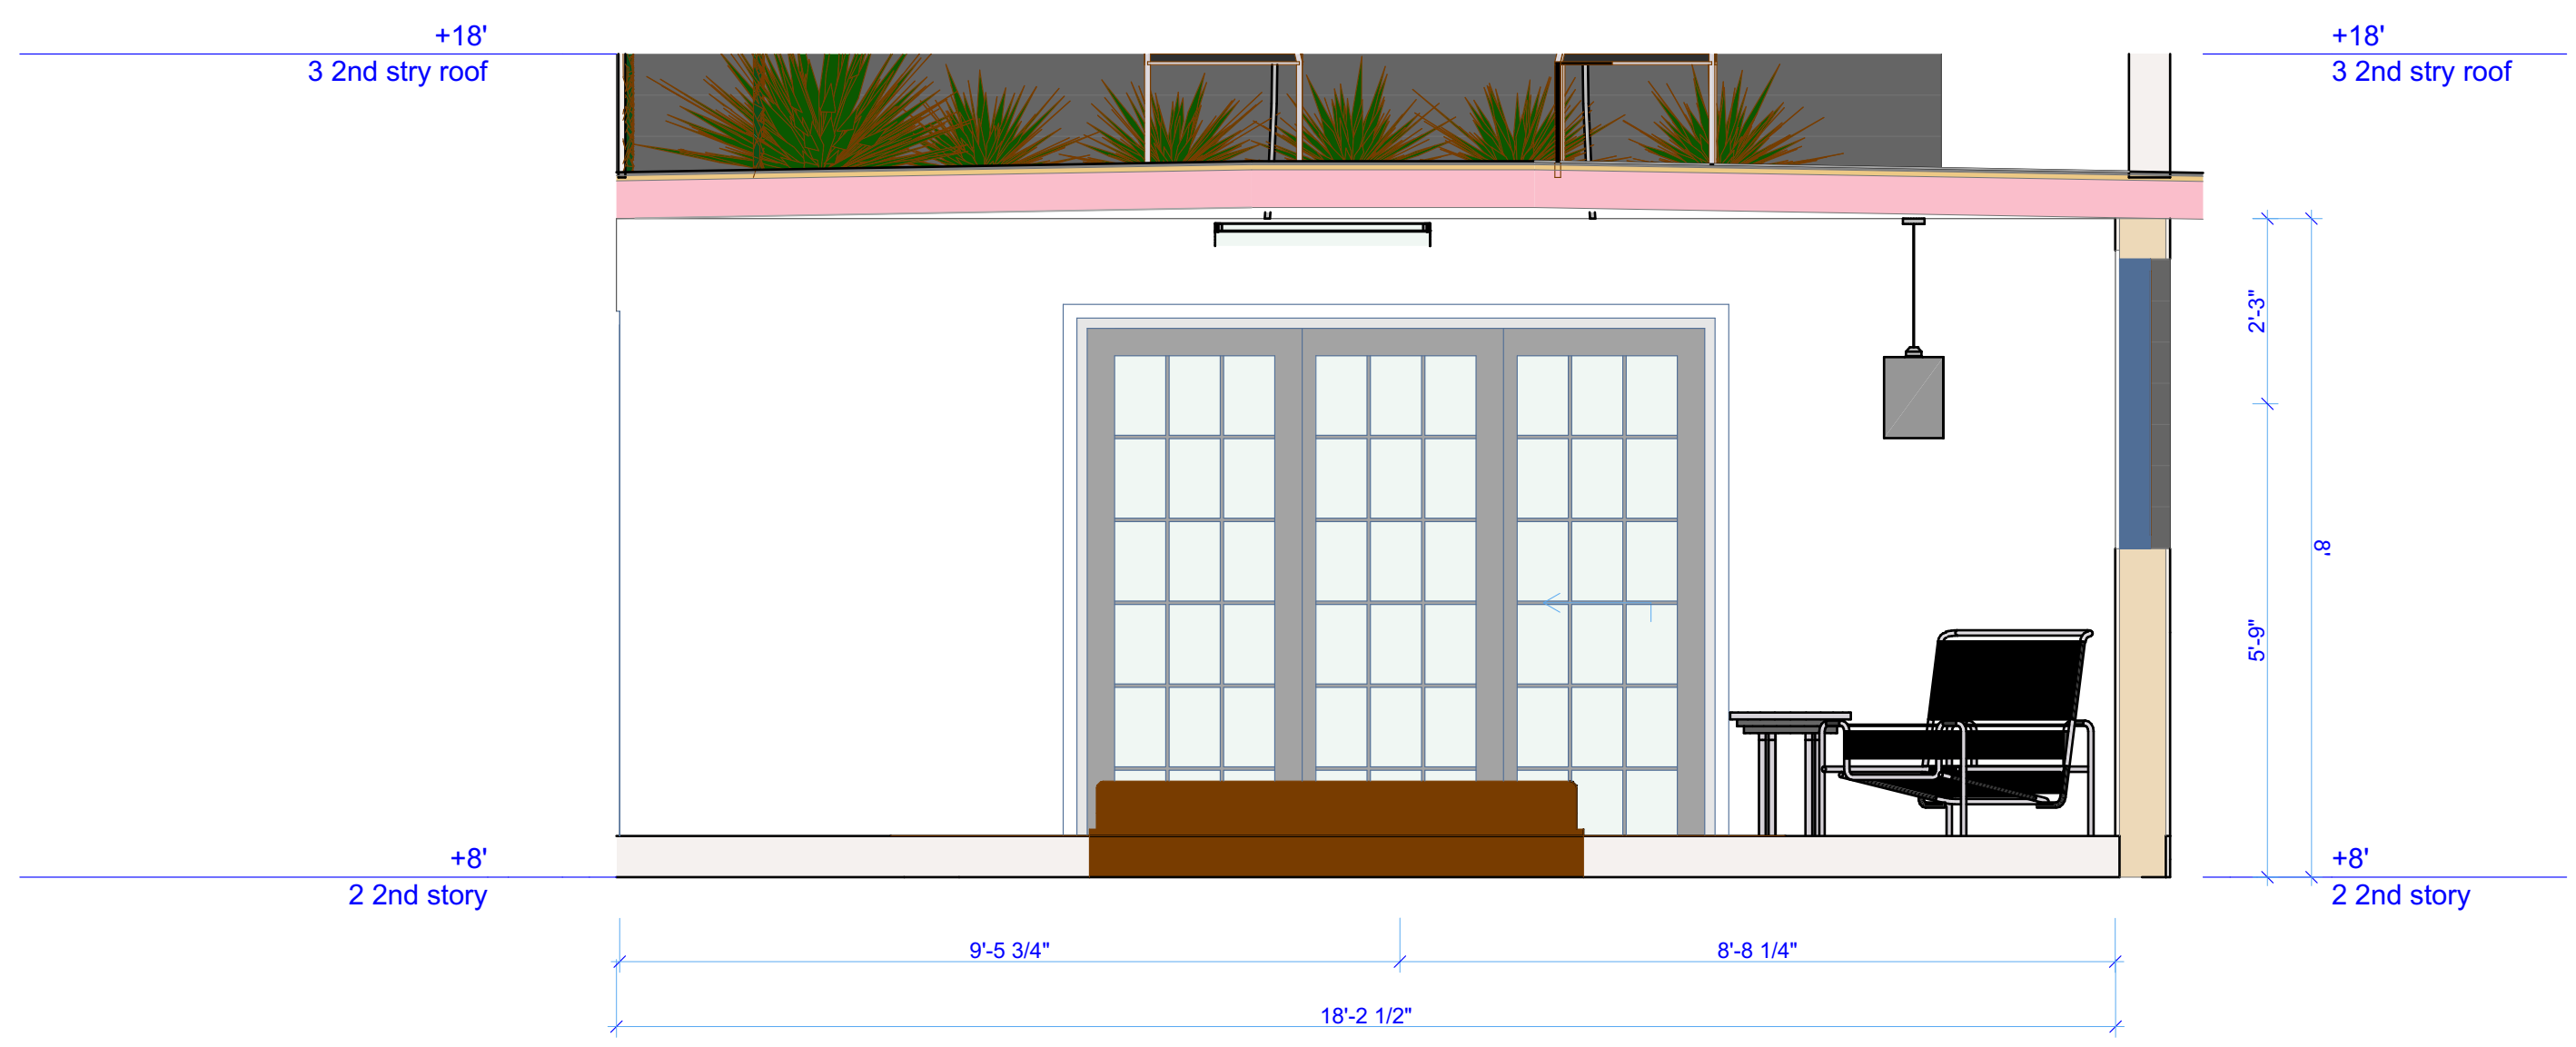 +18'
3 2nd stry roof
+18'
3 2nd stry roof
2'-3"
8'
5'-9"
+8'
2 2nd story
+8'
2 2nd story
9'-5 3/4"
8'-8 1/4"
18'-2 1/2"